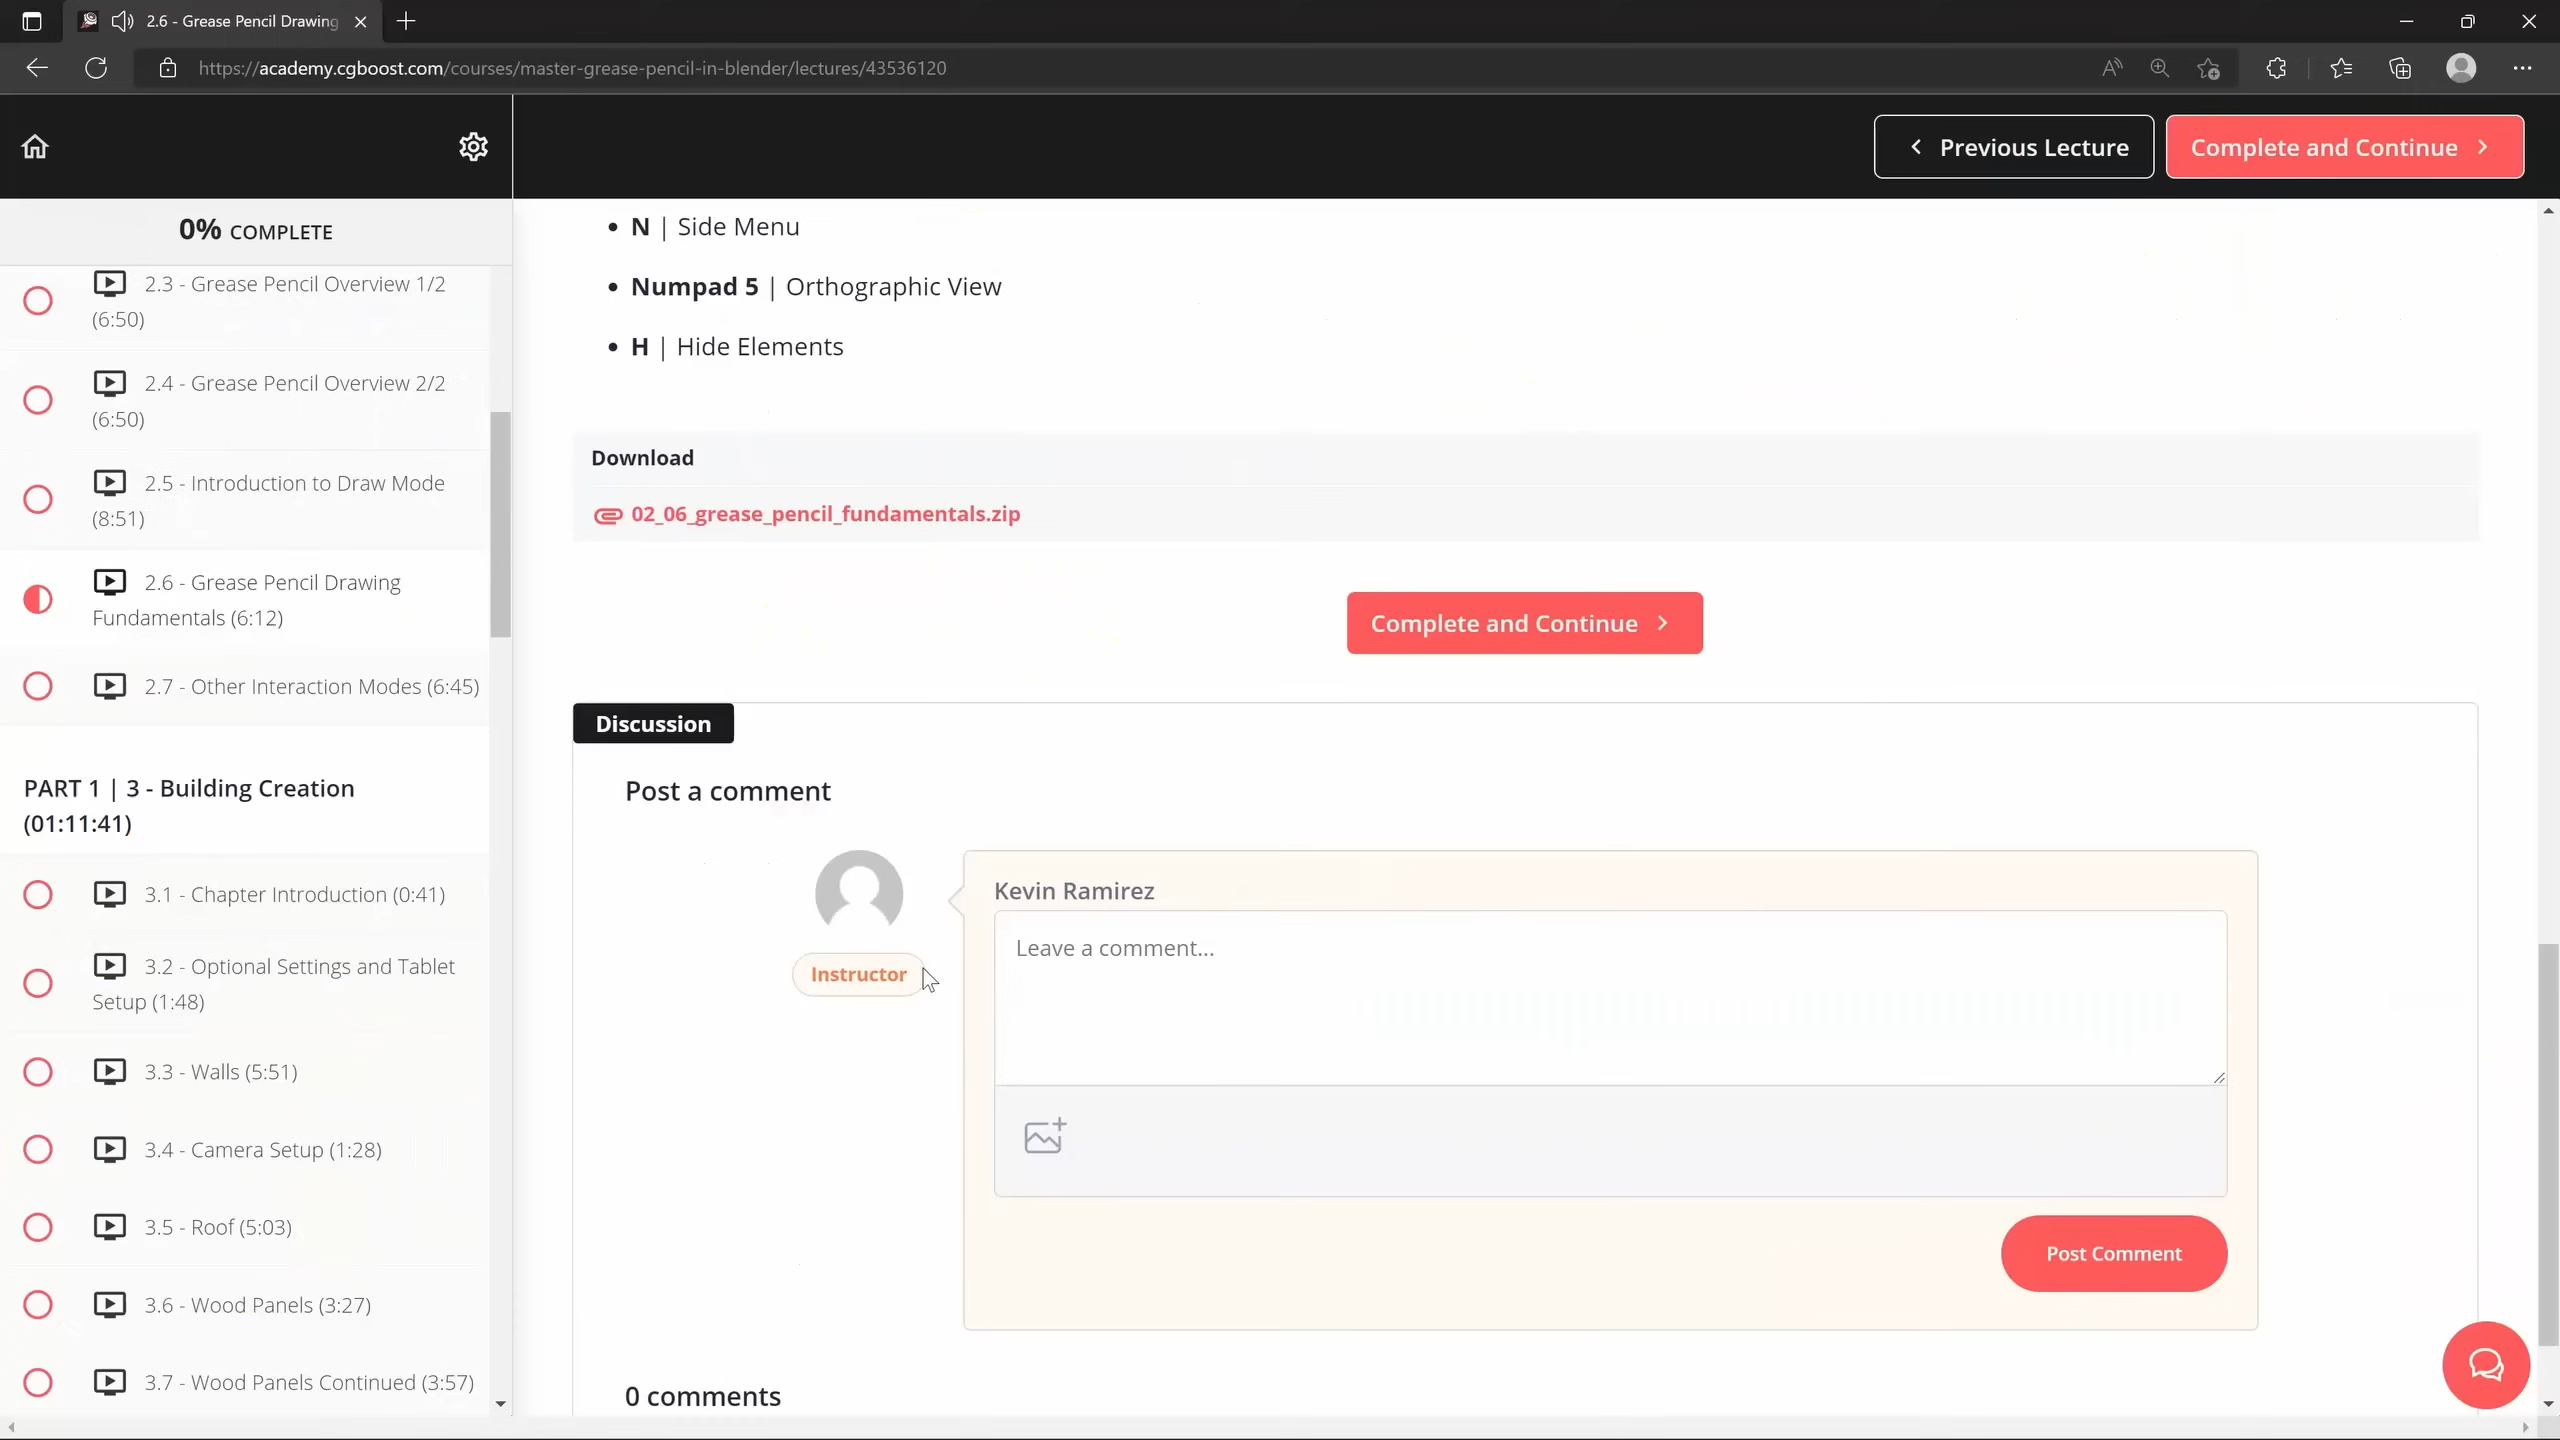 2.6 - Grease Pencil Drawing
https://academy.cgboost.com/courses/master-grease-pencil-in-blender/lectures/43536120
Previous Lecture
Complete and Continue
0% COMPLETE
2.3 - Grease Pencil Overview 1/2
(6:50)
2.4 - Grease Pencil Overview 2/2
(6:50)
2.5 - Introduction to Draw Mode
(8:51)
2.6 - Grease Pencil Drawing
Fundamentals (6:12)
2.7 - Other Interaction Modes (6:45)
PART 1 | 3 - Building Creation
(01:11:41)
3.1 - Chapter Introduction (0:41)
3.2 - Optional Settings and Tablet
Setup (1:48)
3.3 - Walls (5:51)
3.4 - Camera Setup (1:28)
3.5 - Roof (5:03)
3.6 - Wood Panels (3:27)
3.7 - Wood Panels Continued (3:57)
• N | Side Menu
• Numpad 5 | Orthographic View
• H | Hide Elements
Download
02_06_grease_pencil_fundamentals.zip
Complete and Continue
Discussion
Post a comment
Kevin Ramirez
Leave a comment...
Instructor
Post Comment
0 comments